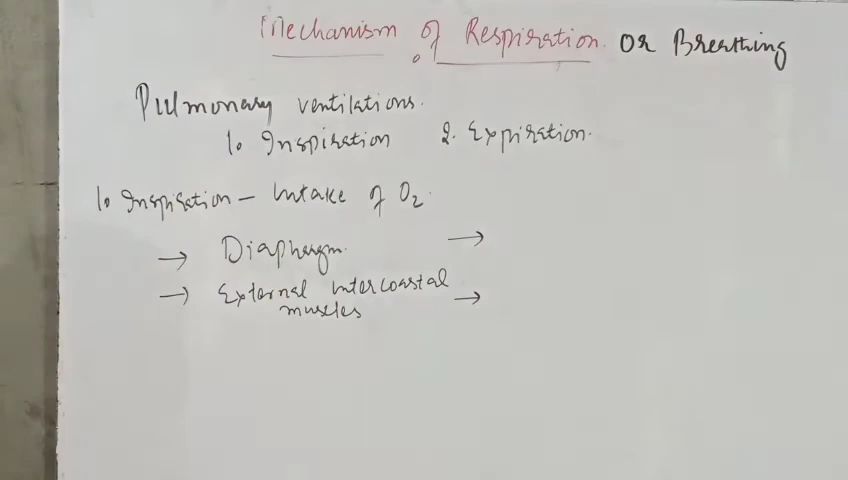 Mechanism of Respiration or Breathing
Pulmonary ventilations.
1. Inspiration 2. Expiration.
1. Inspiration – Intake of O2.
→ Diaphargm. →
→ External intercoastal →
muscles